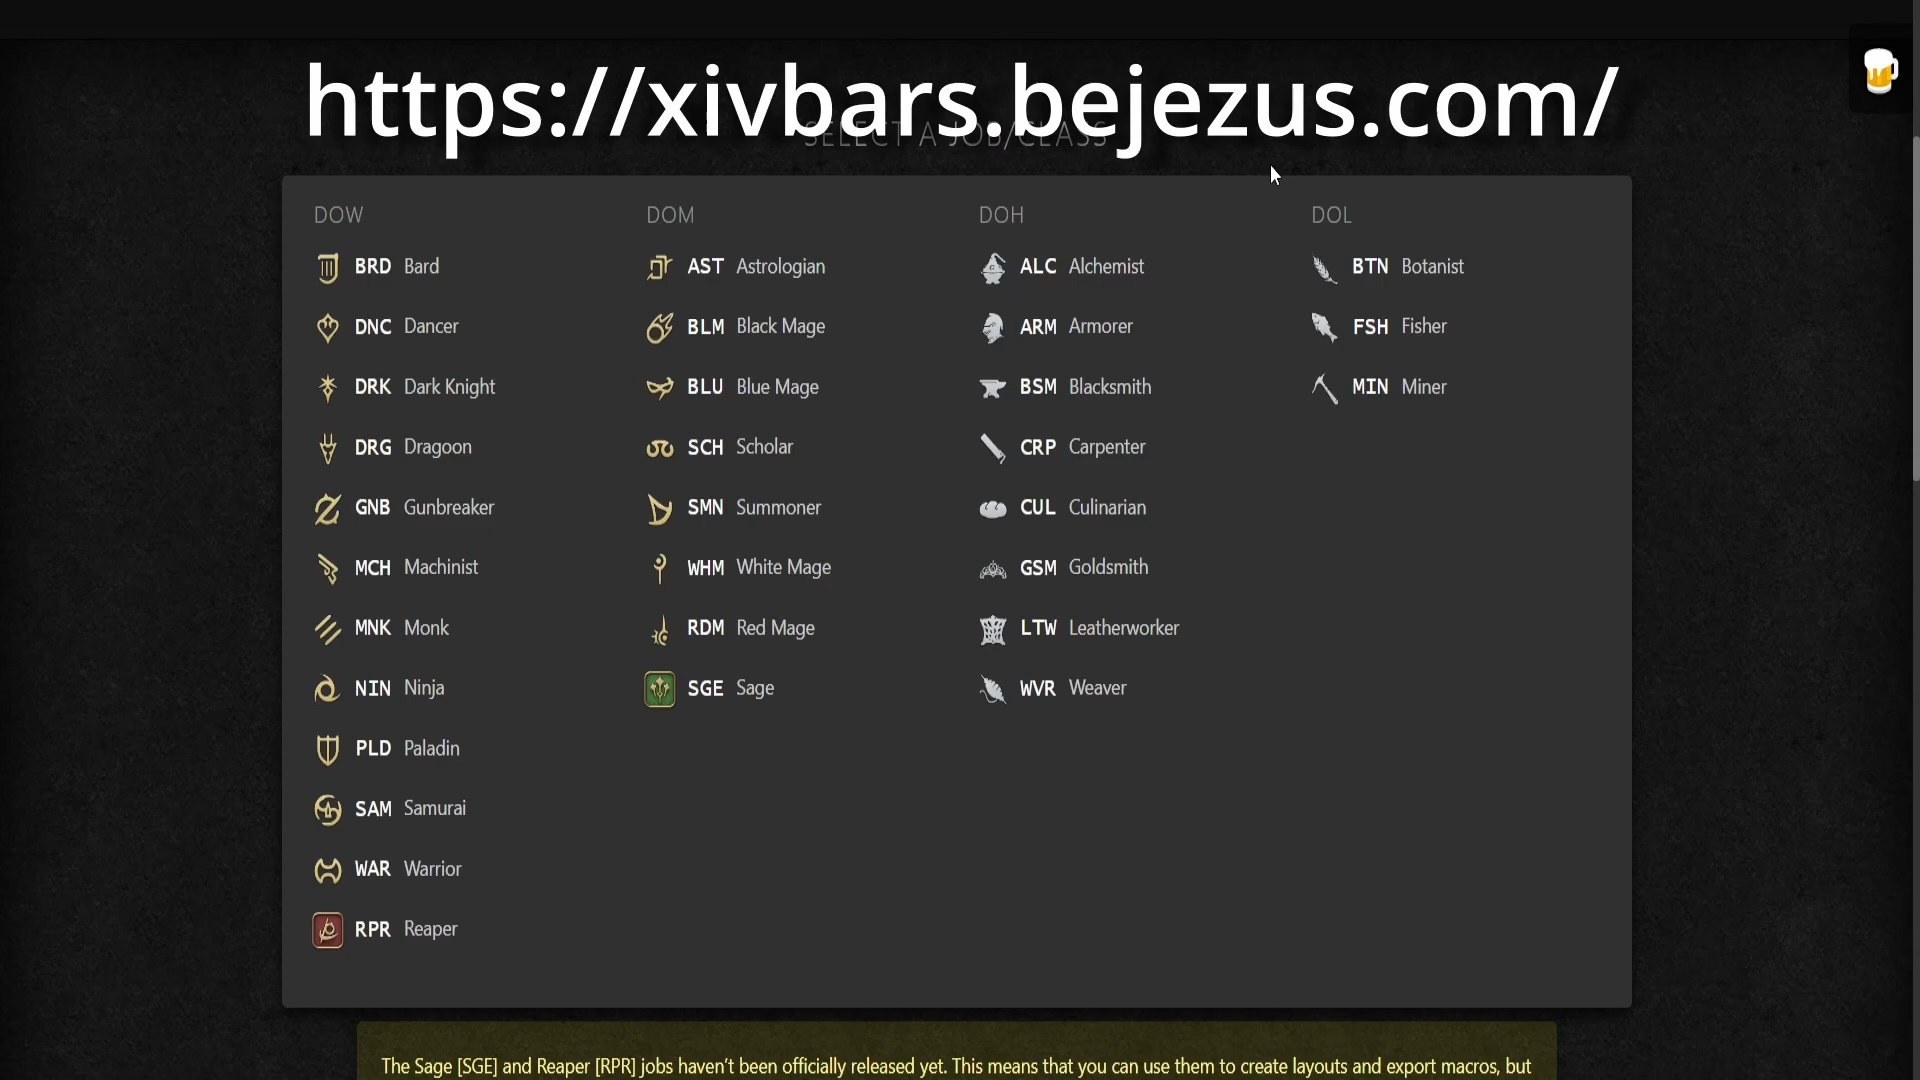 https://xivbars.bejezus.com/
SELECT A JOB/CLASS
DOW
BRD Bard
DNC Dancer
DRK Dark Knight
DRG Dragoon
GNB Gunbreaker
MCH Machinist
MNK Monk
NIN Ninja
PLD Paladin
SAM Samurai
WAR Warrior
RPR Reaper
DOM
AST Astrologian
BLM Black Mage
BLU Blue Mage
SCH Scholar
SMN Summoner
WHM White Mage
RDM Red Mage
SGE Sage
DOH
ALC Alchemist
ARM Armorer
BSM Blacksmith
CRP Carpenter
CUL Culinarian
GSM Goldsmith
LTW Leatherworker
WVR Weaver
DOL
BTN Botanist
FSH Fisher
MIN Miner
The Sage [SGE] and Reaper [RPR] jobs haven't been officially released yet. This means that you can use them to create layouts and export macros, but